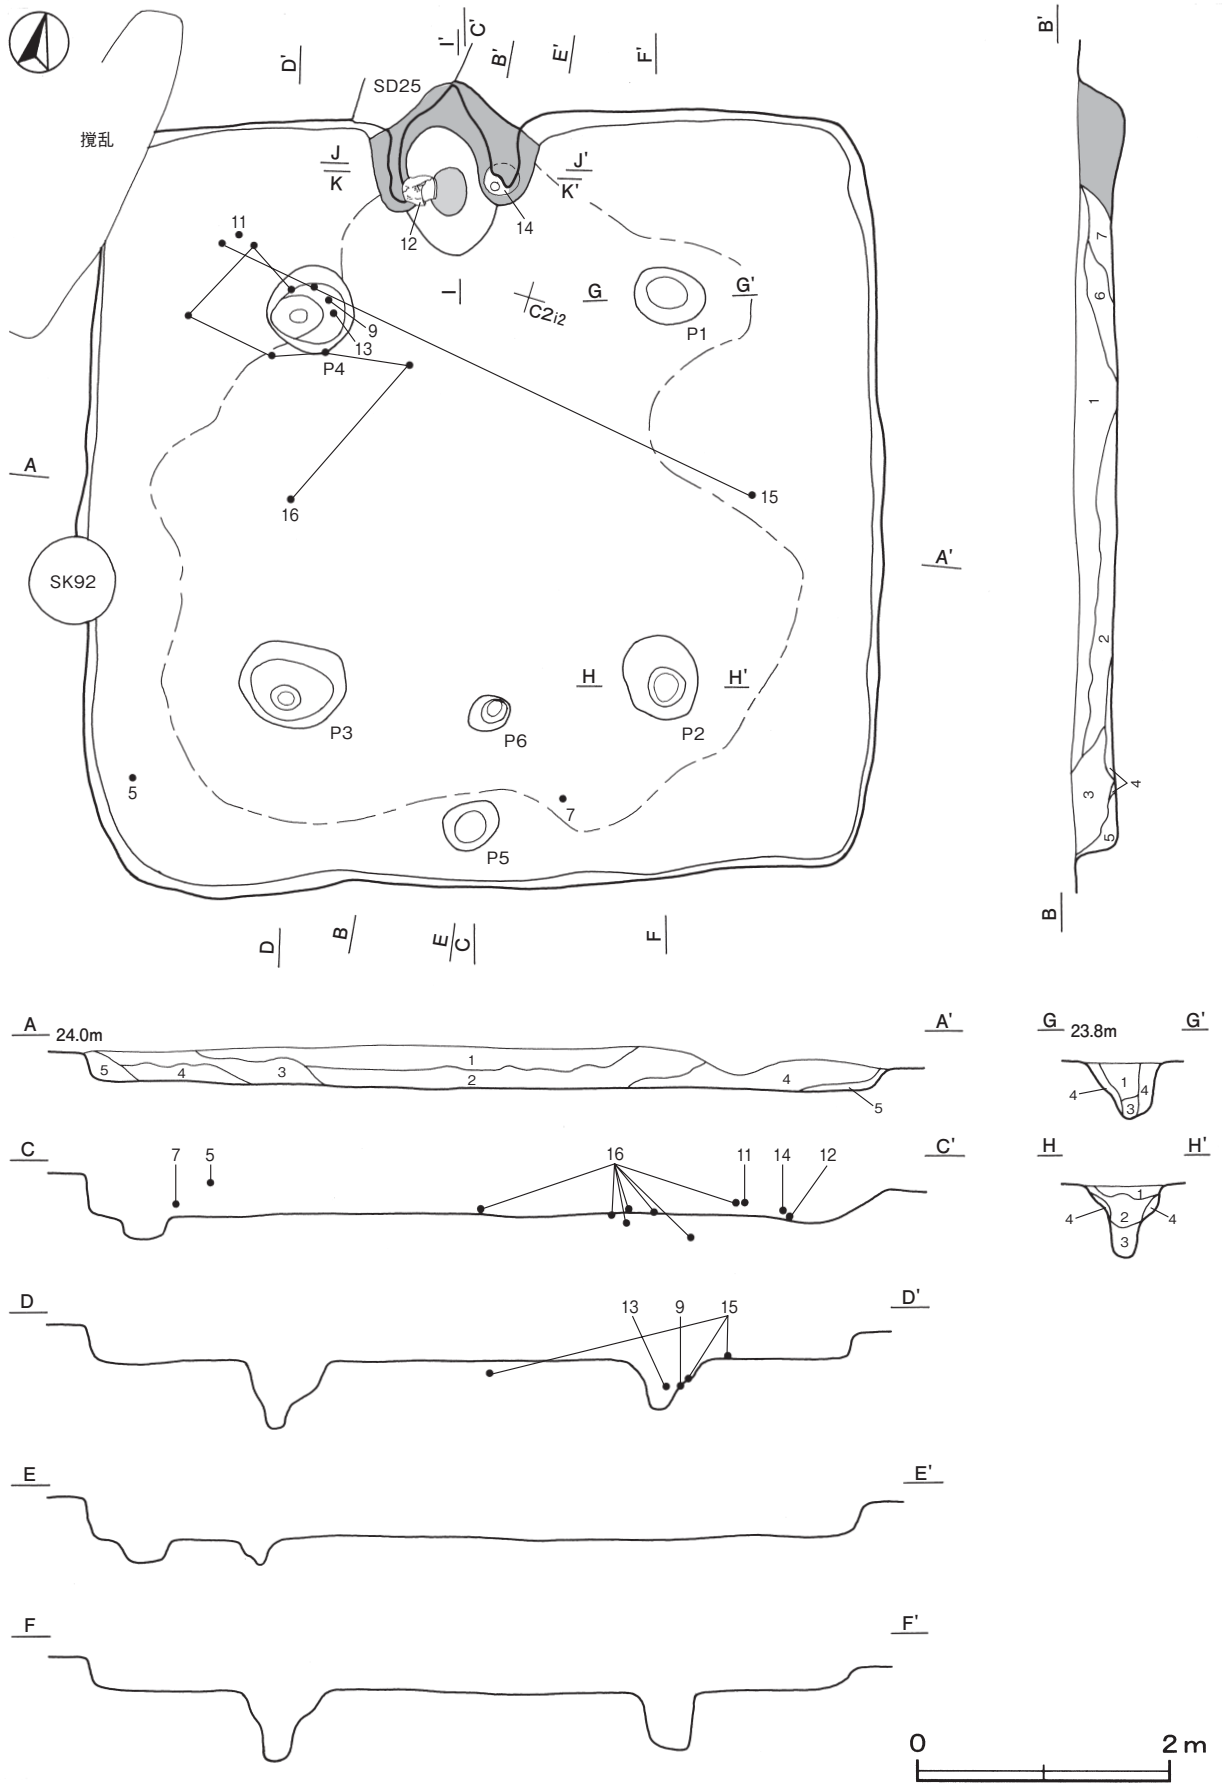 I' C'
D' B' E' F'
SD25
撹乱
J J'
K K'
11
12 14
I C2i2 G G'
P1
9
13
P4
A
15
16
A'
SK92
H H'
P3 P6 P2
5 7
P5
D B E C F
B'
7
6
1
2
3 4
5
B
A 24.0m A'
5 4 3 1 2 4
5
G 23.8m G'
4 1 4
3
C 7 5 16 11 14 12 C'
H H'
1
4 2 4
3
D 13 9 15 D'
E E'
F F'
0 2 m